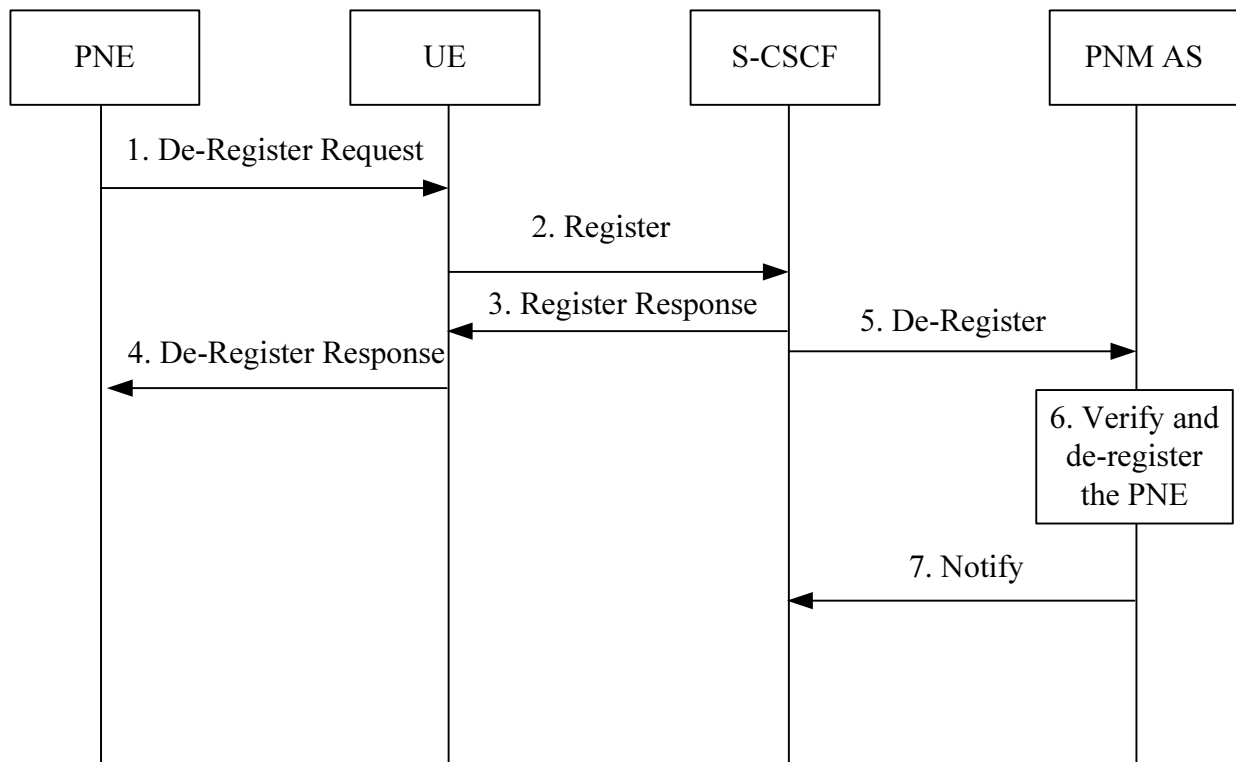 PNE
UE
S-CSCF
PNM AS
1. De-Register Request
2. Register
3. Register Response
5. De-Register
4. De-Register Response
6. Verify and
de-register
the PNE
7. Notify